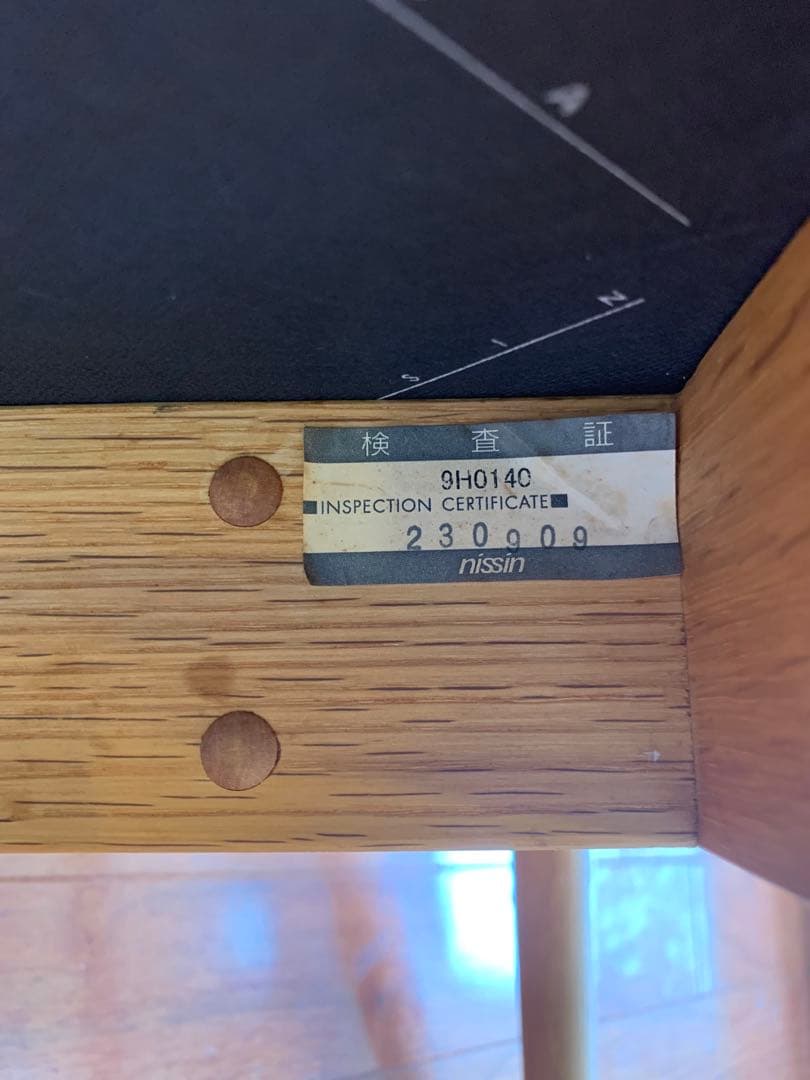 A
S I N
検 査 証
9H0140
INSPECTION CERTIFICATE
230909
nissin